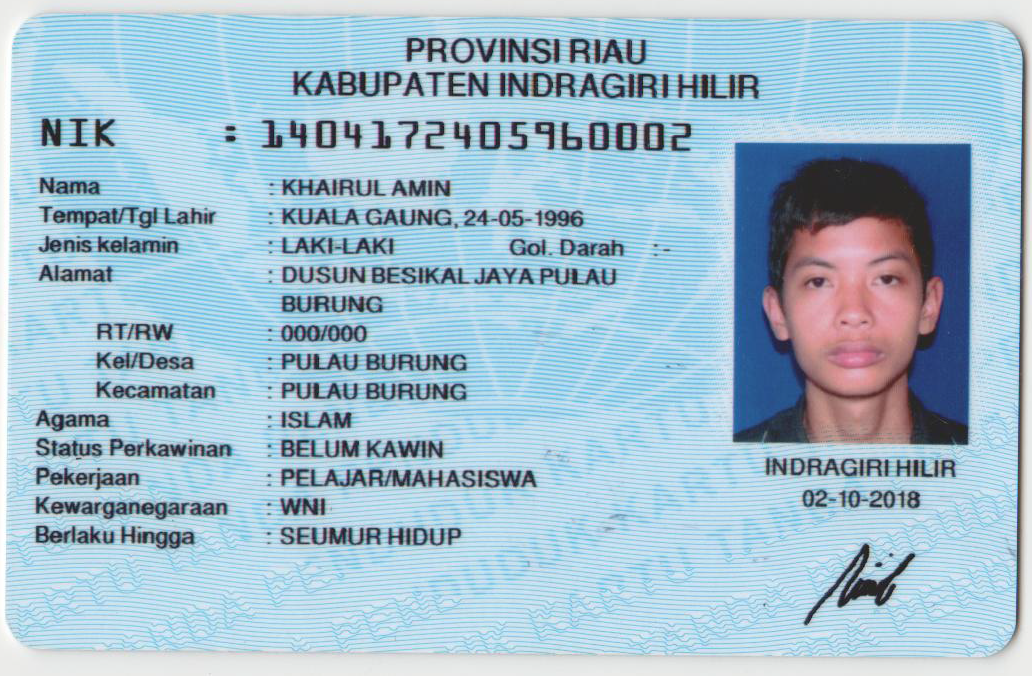 PROVINSI RIAU
KABUPATEN INDRAGIRI HILIR
NIK : 1404172405960002
Nama : KHAIRUL AMIN
Tempat/Tgl Lahir : KUALA GAUNG, 24-05-1996
Jenis kelamin : LAKI-LAKI Gol. Darah : -
Alamat : DUSUN BESIKAL JAYA PULAU
BURUNG
RT/RW : 000/000
Kel/Desa : PULAU BURUNG
Kecamatan : PULAU BURUNG
Agama : ISLAM
Status Perkawinan : BELUM KAWIN
Pekerjaan : PELAJAR/MAHASISWA
Kewarganegaraan : WNI
Berlaku Hingga : SEUMUR HIDUP
INDRAGIRI HILIR
02-10-2018